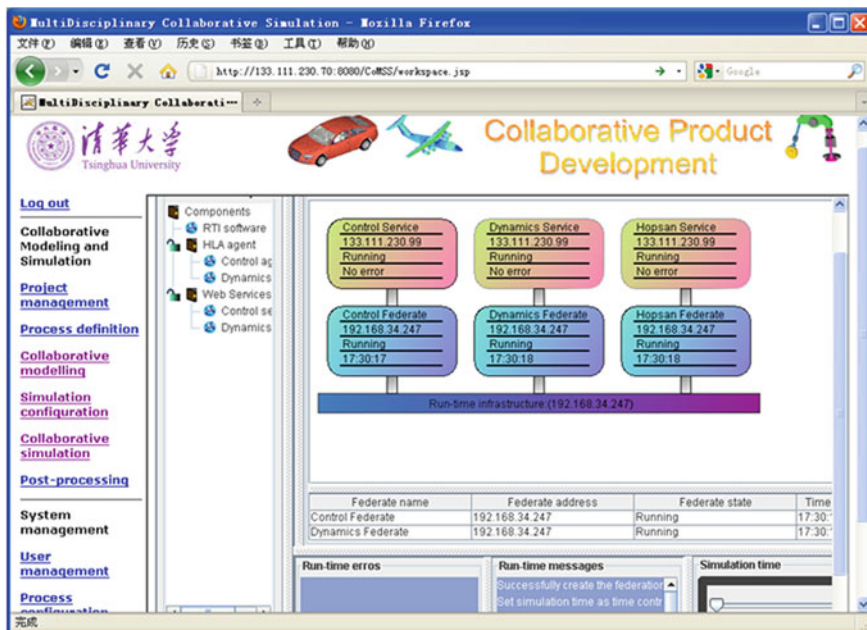 MultiDisciplinary Collaborative Simulation - Mozilla Firefox
文件(F) 编辑(E) 查看(V) 历史(S) 书签(B) 工具(T) 帮助(H)
http://133.111.230.70:8080/CoMSS/workspace.jsp
Google
MultiDisciplinary Collaborati...
清華大学
Tsinghua University
Collaborative Product
Development
Log out
Collaborative
Modeling and
Simulation
Project
management
Process definition
Collaborative
modelling
Simulation
configuration
Collaborative
simulation
Post-processing
System
management
User
management
Process
configuration
Components
RTI software
HLA agent
Control ag
Dynamics
Web Services
Control se
Dynamics
Control Service
133.111.230.99
Running
No error
Dynamics Service
133.111.230.99
Running
No error
Hopsan Service
133.111.230.99
Running
No error
Control Federate
192.168.34.247
Running
17:30:17
Dynamics Federate
192.168.34.247
Running
17:30:18
Hopsan Federate
192.168.34.247
Running
17:30:18
Run-time infrastructure:(192.168.34.247)
Federate name Federate address Federate state Time
Control Federate 192.168.34.247 Running 17:30:1
Dynamics Federate 192.168.34.247 Running 17:30:
Run-time erros
Run-time messages
Successfully create the federation
Set simulation time as time contr
Simulation time
完成